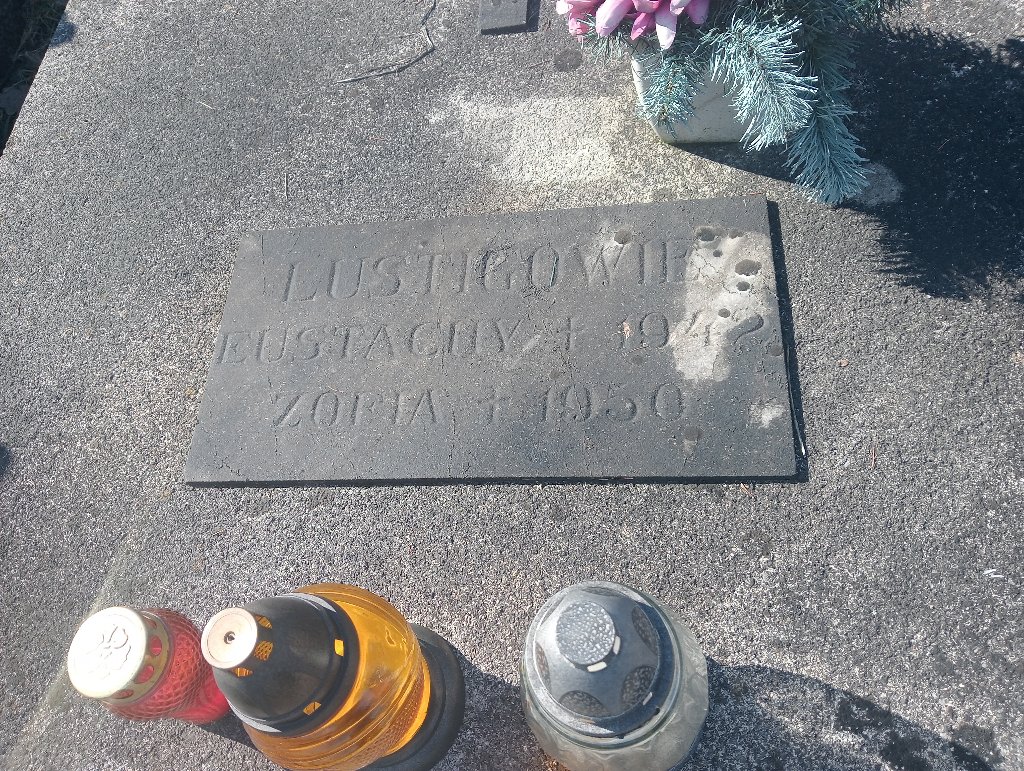 LUSTIGOWIE
EUSTACHY † 1942
ZOFIA † 1950